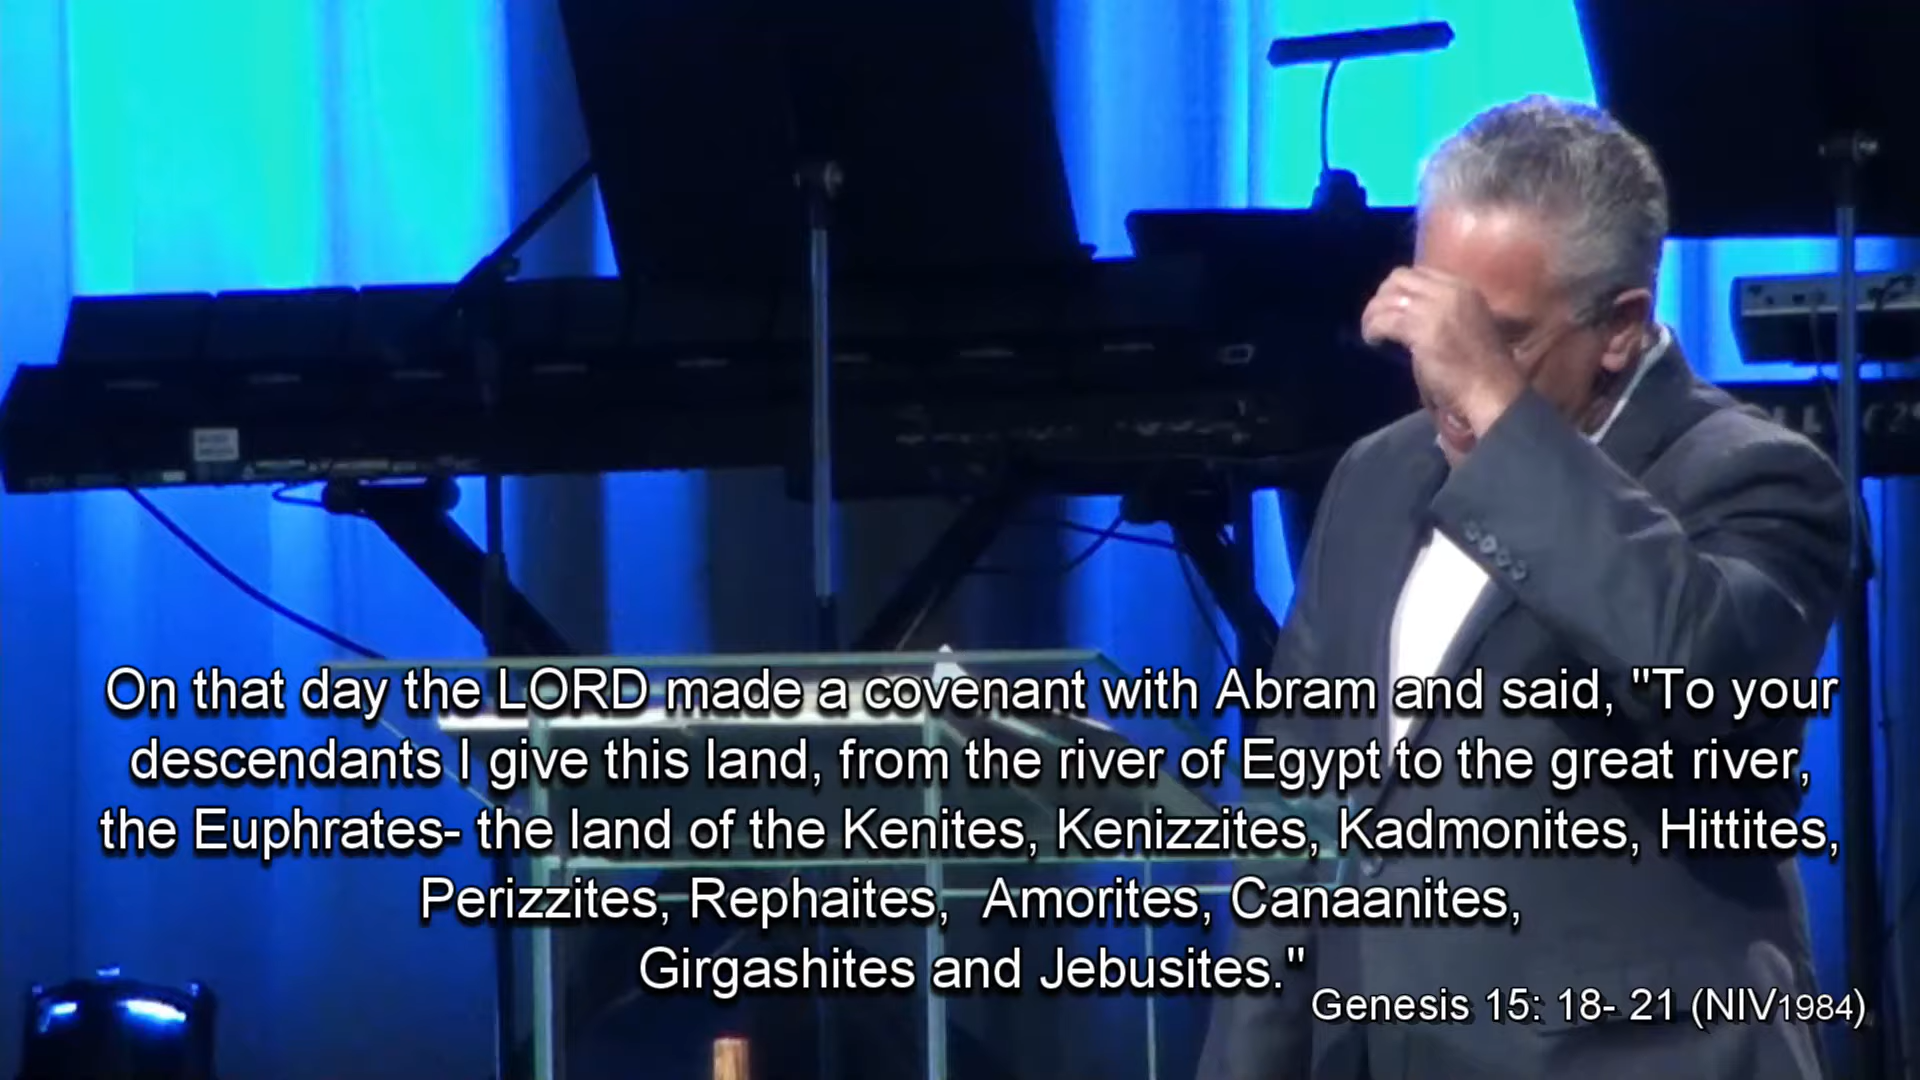 On that day the LORD made a covenant with Abram and said, "To your
descendants I give this land, from the river of Egypt to the great river,
the Euphrates- the land of the Kenites, Kenizzites, Kadmonites, Hittites,
Perizzites, Rephaites,  Amorites, Canaanites,
Girgashites and Jebusites."
Genesis 15: 18- 21 (NIV1984)